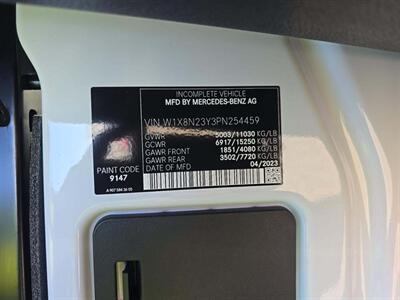 INCOMPLETE VEHICLE
MFD BY MERCEDES-BENZ AG
VIN W1X8N23Y3PN254459
GVWR 5003/11030 KG/LB
GCWR 6917/15250 KG/LB
GAWR FRONT 1851/4080 KG/LB
GAWR REAR 3502/7720 KG/LB
DATE OF MFD 04/2023
PAINT CODE
9147